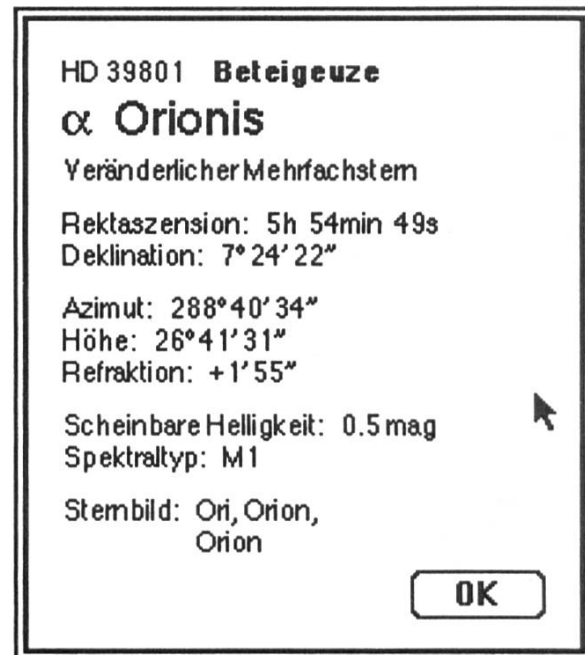 HD 39801 Beteigeuze
α Orionis
Veränderlicher Mehrfachstern
Rektaszension: 5h 54min 49s
Deklination: 7°24'22"
Azimut: 288°40'34"
Höhe: 26°41'31"
Refraktion: +1'55"
Scheinbare Helligkeit: 0.5 mag
Spektraltyp: M1
Sternbild: Ori, Orion,
Orion
OK